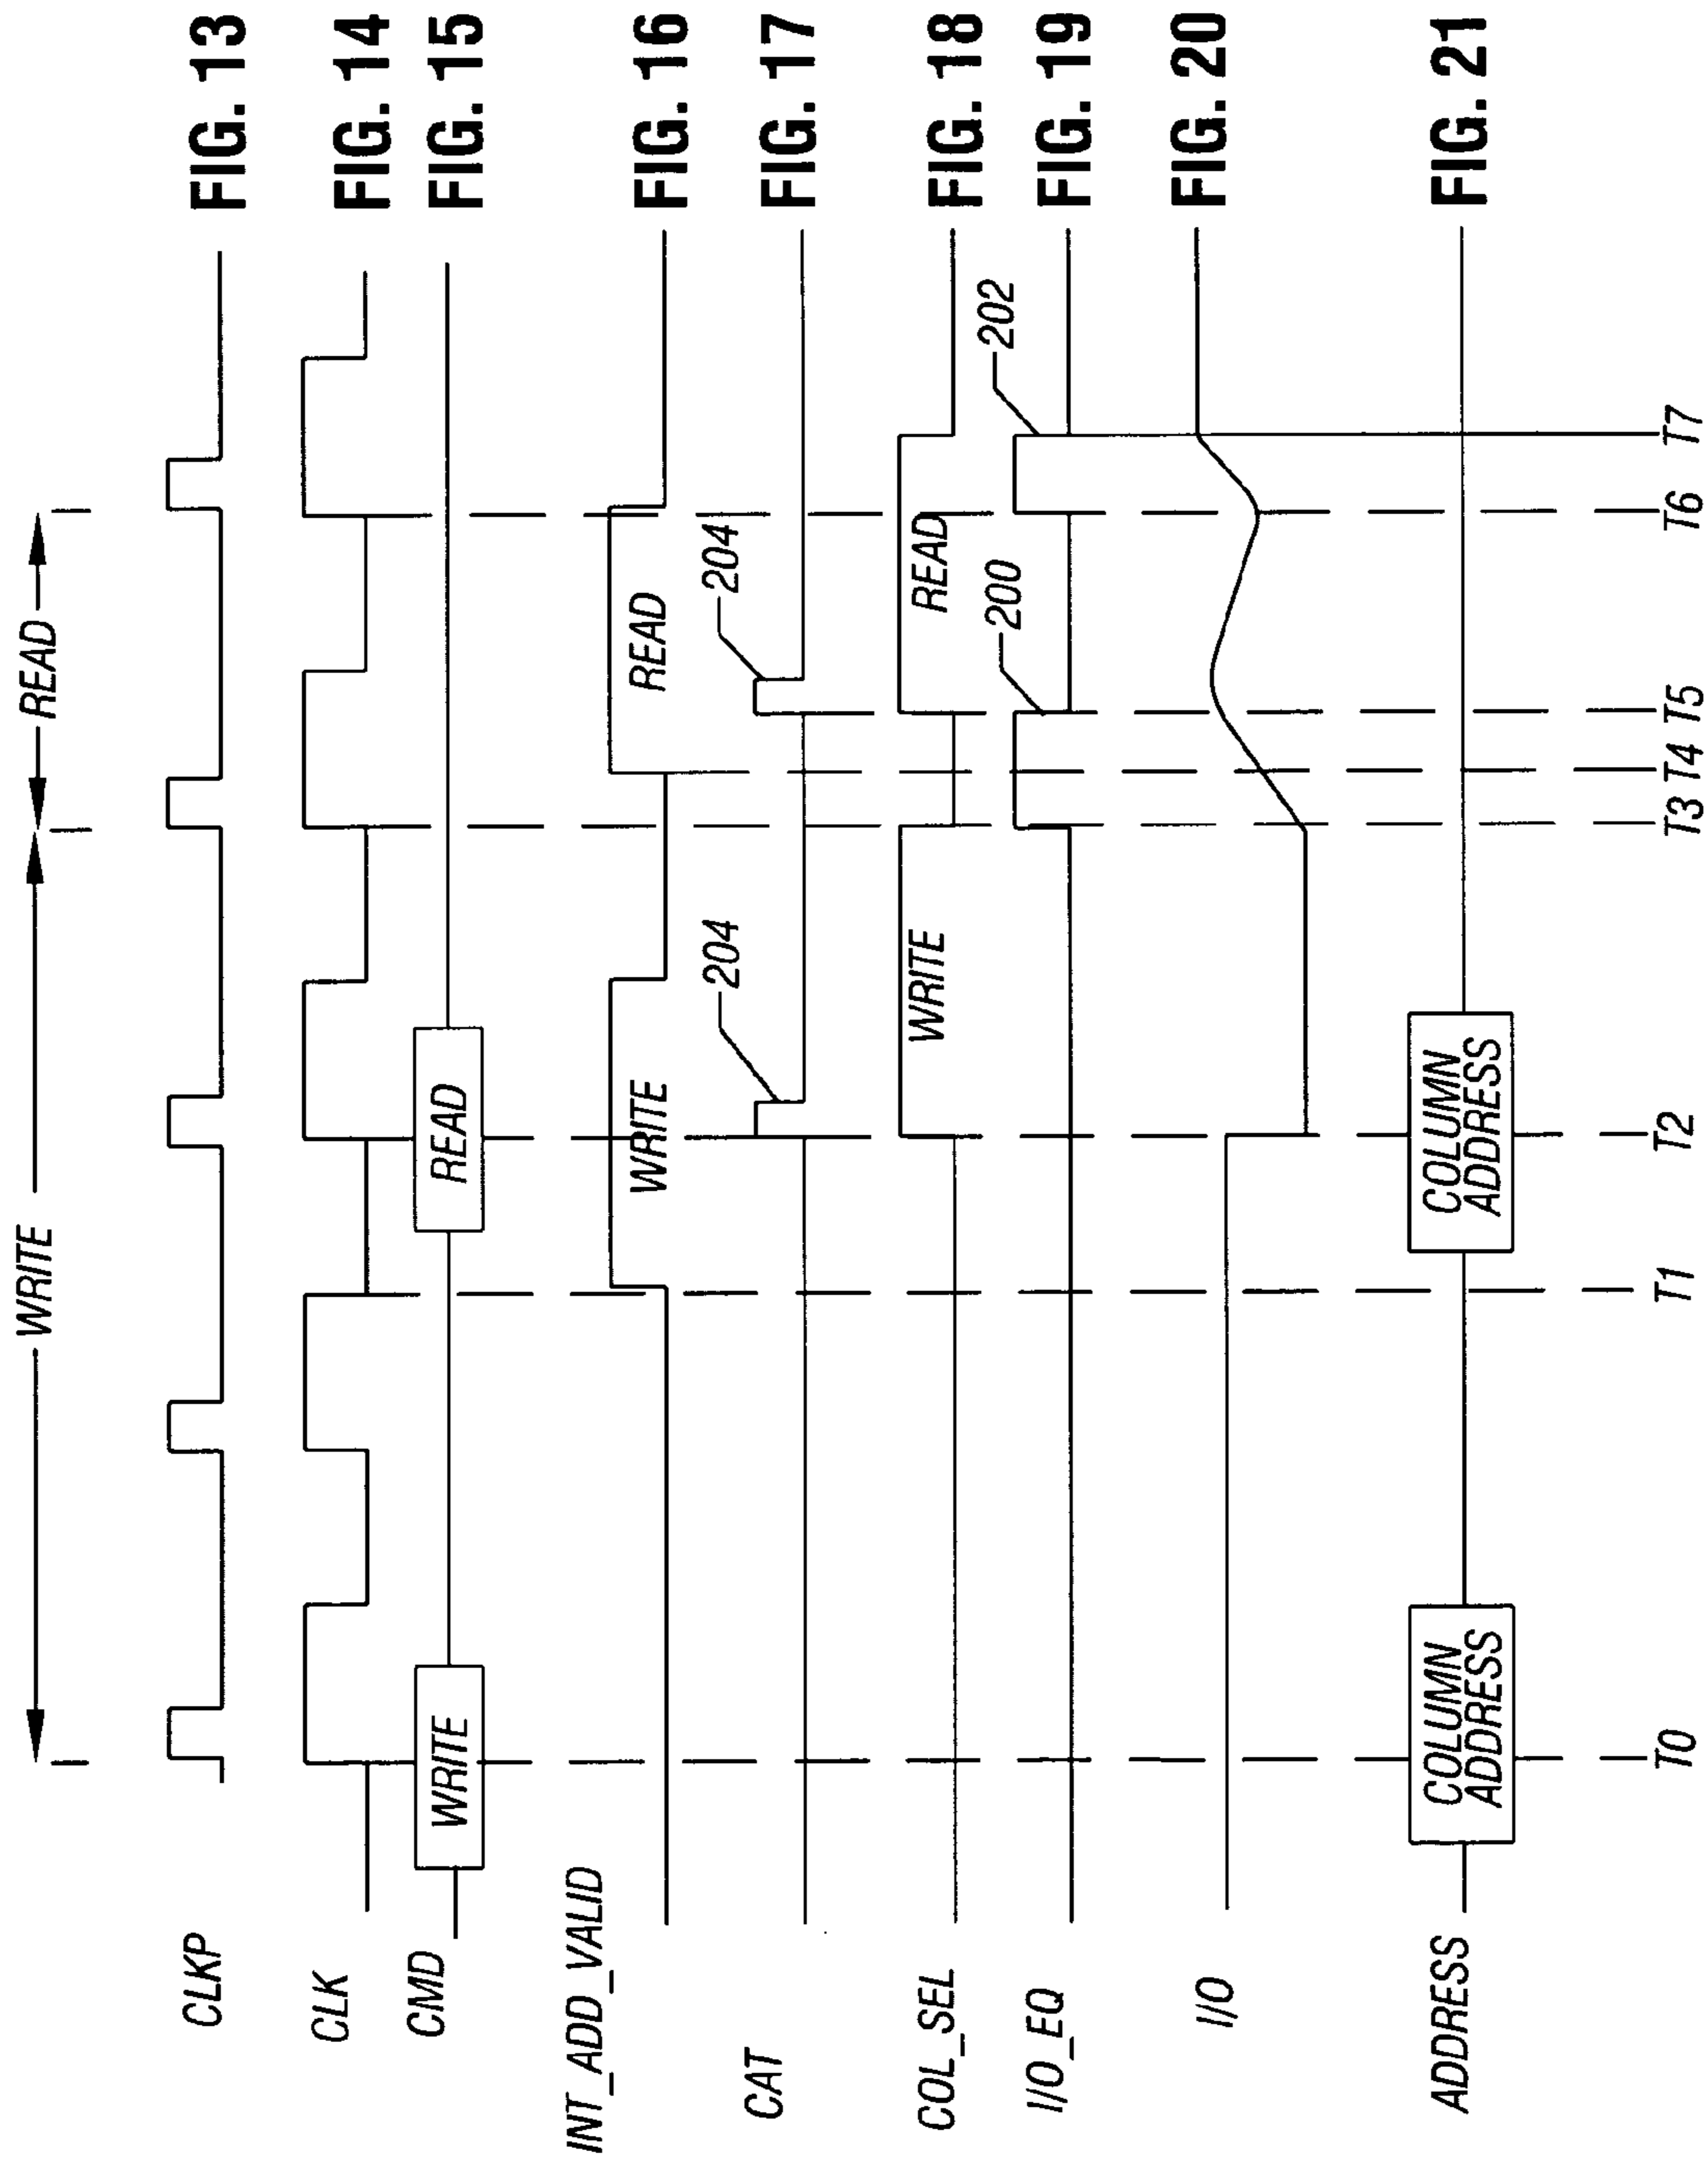 WRITE
READ
CLKP
FIG. 13
CLK
FIG. 14
CMD
WRITE
READ
FIG. 15
INT_ADD_VALID
WRITE
READ
FIG. 16
CAT
204
204
FIG. 17
COL_SEL
WRITE
READ
FIG. 18
I/O_EQ
200
202
FIG. 19
I/O
FIG. 20
ADDRESS
COLUMN
ADDRESS
COLUMN
ADDRESS
FIG. 21
T0
T1
T2
T3
T4
T5
T6
T7